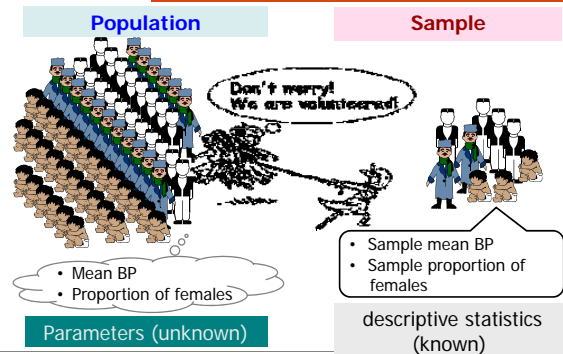 Population
Sample
Don't worry!
We are volunteered!
• Mean BP
• Proportion of females
• Sample mean BP
• Sample proportion of
females
Parameters (unknown)
descriptive statistics
(known)